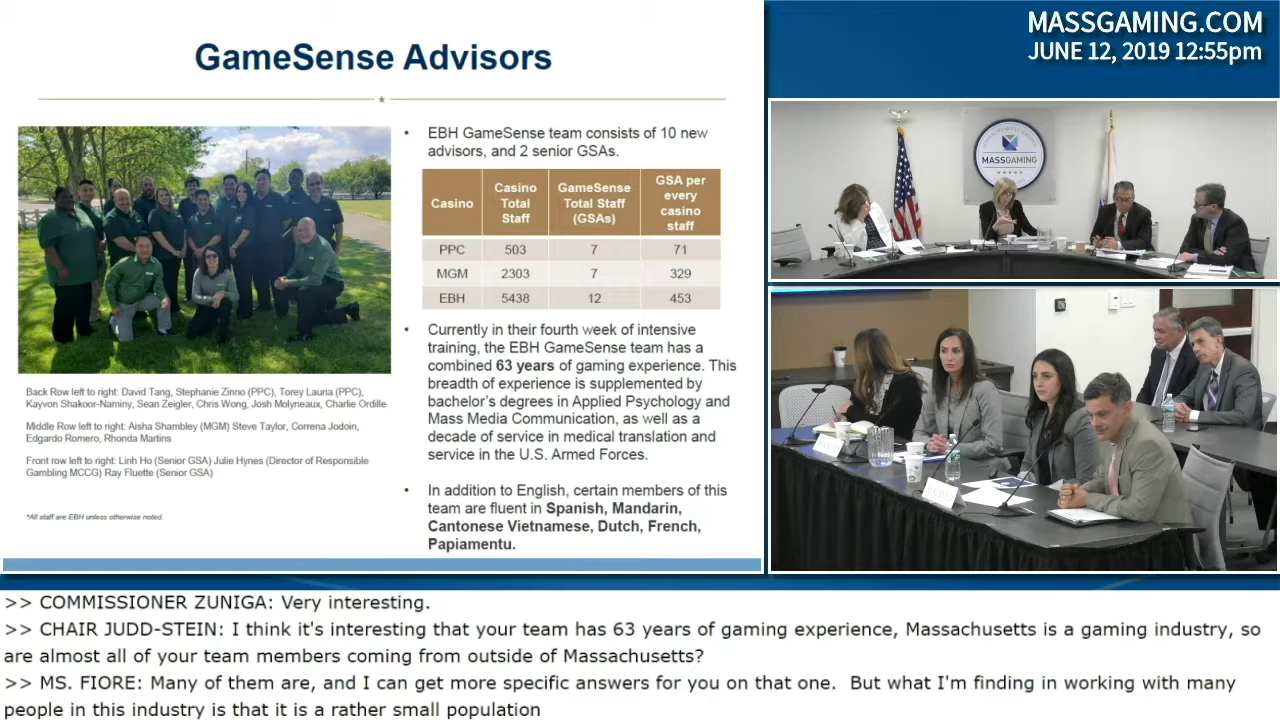 GameSense Advisors
MASSGAMING.COM
JUNE 12, 2019 12:55pm
• EBH GameSense team consists of 10 new
advisors, and 2 senior GSAs.
Casino Casino Total Staff GameSense Total Staff (GSAs) GSA per every casino staff
PPC 503 7 71
MGM 2303 7 329
EBH 5438 12 453
• Currently in their fourth week of intensive
training, the EBH GameSense team has a
combined 63 years of gaming experience. This
breadth of experience is supplemented by
bachelor's degrees in Applied Psychology and
Mass Media Communication, as well as a
decade of service in medical translation and
service in the U.S. Armed Forces.
• In addition to English, certain members of this
team are fluent in Spanish, Mandarin,
Cantonese Vietnamese, Dutch, French,
Papiamentu.
Back Row left to right: David Tang, Stephanie Zinno (PPC), Torey Lauria (PPC),
Kayvon Shakoor-Naminy, Sean Zeigler, Chris Wong, Josh Molyneaux, Charlie Ordille
Middle Row left to right: Aisha Shambley (MGM) Steve Taylor, Correna Jodoin,
Edgardo Romero, Rhonda Martins
Front row left to right: Linh Ho (Senior GSA) Julie Hynes (Director of Responsible
Gambling MCCG) Ray Fluette (Senior GSA)
*All staff are EBH unless otherwise noted.
MASSGAMING
>> COMMISSIONER ZUNIGA: Very interesting.
>> CHAIR JUDD-STEIN: I think it's interesting that your team has 63 years of gaming experience, Massachusetts is a gaming industry, so
are almost all of your team members coming from outside of Massachusetts?
>> MS. FIORE: Many of them are, and I can get more specific answers for you on that one.  But what I'm finding in working with many
people in this industry is that it is a rather small population